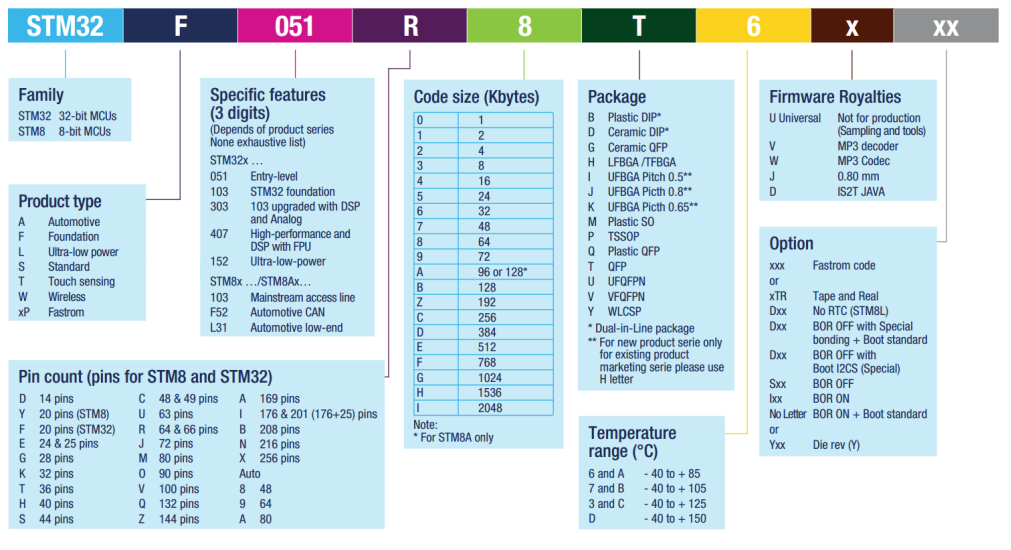 STM32 F 051 R 8 T 6 x xx
Family
STM32 32-bit MCUs
STM8 8-bit MCUs
Product type
A Automotive
F Foundation
L Ultra-low power
S Standard
T Touch sensing
W Wireless
xP Fastrom
Specific features
(3 digits)
(Depends of product series
None exhaustive list)
STM32x ...
051 Entry-level
103 STM32 foundation
303 103 upgraded with DSP
and Analog
407 High-performance and
DSP with FPU
152 Ultra-low-power
STM8x .../STM8Ax...
103 Mainstream access line
F52 Automotive CAN
L31 Automotive low-end
Pin count (pins for STM8 and STM32)
D 14 pins
Y 20 pins (STM8)
F 20 pins (STM32)
E 24 & 25 pins
G 28 pins
K 32 pins
T 36 pins
H 40 pins
S 44 pins
C 48 & 49 pins
U 63 pins
R 64 & 66 pins
J 72 pins
M 80 pins
O 90 pins
V 100 pins
Q 132 pins
Z 144 pins
A 169 pins
I 176 & 201 (176+25) pins
B 208 pins
N 216 pins
X 256 pins
Auto
8 48
9 64
A 80
Code size (Kbytes)
0 1
1 2
2 4
3 8
4 16
5 24
6 32
7 48
8 64
9 72
A 96 or 128*
B 128
Z 192
C 256
D 384
E 512
F 768
G 1024
H 1536
I 2048
Note:
* For STM8A only
Package
B Plastic DIP*
D Ceramic DIP*
G Ceramic QFP
H LFBGA /TFBGA
I UFBGA Pitch 0.5**
J UFBGA Picth 0.8**
K UFBGA Picth 0.65**
M Plastic SO
P TSSOP
Q Plastic QFP
T QFP
U UFQFPN
V VFQFPN
Y WLCSP
* Dual-in-Line package
** For new product serie only
for existing product
marketing serie please use
H letter
Temperature
range (°C)
6 and A - 40 to + 85
7 and B - 40 to + 105
3 and C - 40 to + 125
D - 40 to + 150
Firmware Royalties
U Universal Not for production
(Sampling and tools)
V MP3 decoder
W MP3 Codec
J 0.80 mm
D IS2T JAVA
Option
xxx Fastrom code
or
xTR Tape and Real
Dxx No RTC (STM8L)
Dxx BOR OFF with Special
bonding + Boot standard
Dxx BOR OFF with
Boot I2CS (Special)
Sxx BOR OFF
Ixx BOR ON
No Letter BOR ON + Boot standard
or
Yxx Die rev (Y)